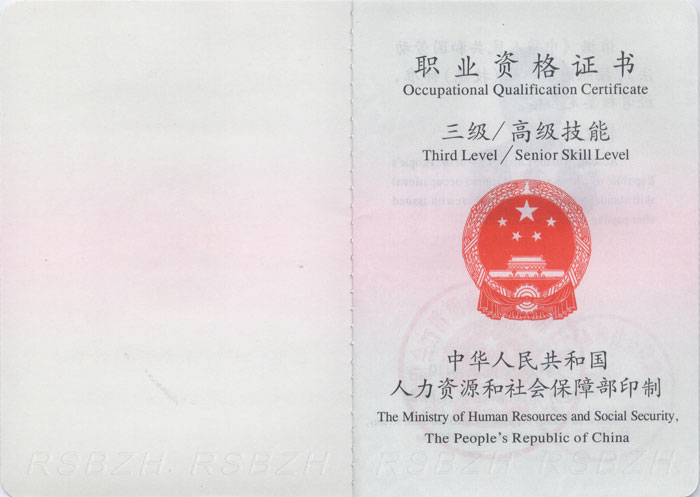 职业资格证书
Occupational Qualification Certificate
三级/高级技能
Third Level/Senior Skill Level
中华人民共和国
人力资源和社会保障部印制
The Ministry of Human Resources and Social Security,
The People's Republic of China
RSBZH RSBZH RSBZH RSBZH